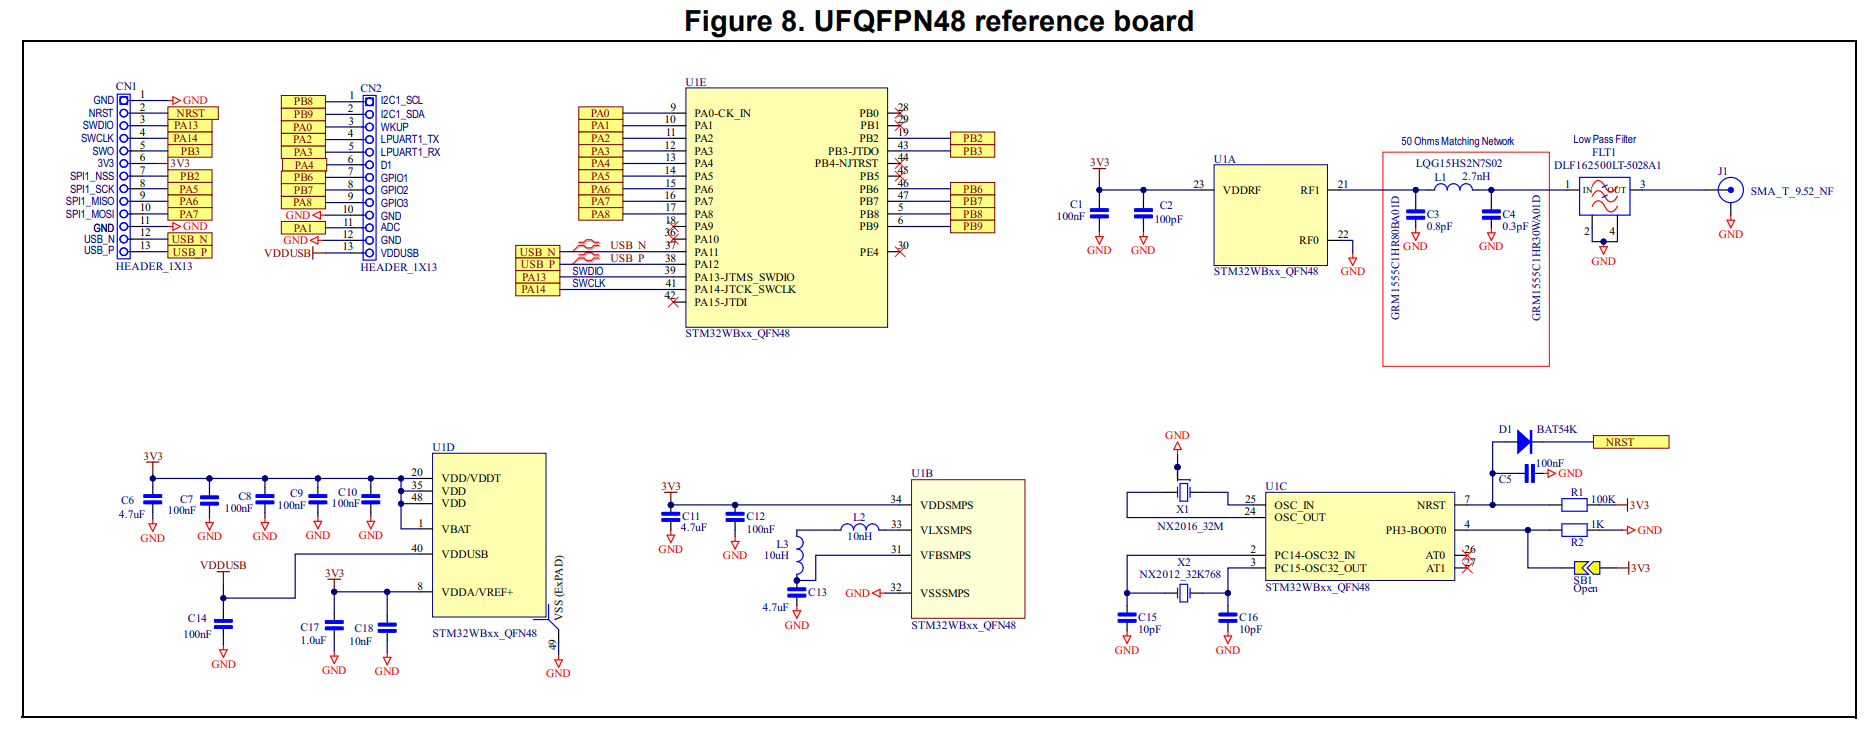 Figure 8. UFQFPN48 reference board
CN1
GND 1 GND
NRST 2 NRST
SWDIO 3 PA13
SWCLK 4 PA14
SWO 5 PB3
3V3 6 3V3
SPI1_NSS 7 PB2
SPI1_SCK 8 PA5
SPI1_MISO 9 PA6
SPI1_MOSI 10 PA7
GND 11 GND
USB_N 12 USB_N
USB_P 13 USB_P
HEADER_1X13
CN2
PB8 1 I2C1_SCL
PB9 2 I2C1_SDA
PA0 3 WKUP
PA2 4 LPUART1_TX
PA3 5 LPUART1_RX
PA4 6 D1
PB6 7 GPIO1
PB7 8 GPIO2
PA8 9 GPIO3
GND 10 GND
PA1 11 ADC
GND 12 GND
VDDUSB 13 VDDUSB
HEADER_1X13
U1E
PA0 9 PA0-CK_IN
PA1 10 PA1
PA2 11 PA2
PA3 12 PA3
PA4 13 PA4
PA5 14 PA5
PA6 15 PA6
PA7 16 PA7
PA8 17 PA8
18 PA9
36 PA10
USB_N USB_N 37 PA11
USB_P USB_P 38 PA12
PA13 SWDIO 39 PA13-JTMS_SWDIO
PA14 SWCLK 41 PA14-JTCK_SWCLK
42 PA15-JTDI
PB0 28
PB1 29
PB2 19 PB2
PB3-JTDO 43 PB3
PB4-NJTRST 44
PB5 45
PB6 46 PB6
PB7 47 PB7
PB8 5 PB8
PB9 6 PB9
PE4 30
STM32WBxx_QFN48
3V3
C1
100nF
GND
C2
100pF
GND
U1A
23 VDDRF RF1 21
RF0 22
GND
STM32WBxx_QFN48
50 Ohms Matching Network
LQG15HS2N7S02
L1 2.7nH
C3
0.8pF
GND
C4
0.3pF
GND
GRM1555C1HR80BA01D
GRM1555C1HR30WA01D
Low Pass Filter
FLT1
DLF162500LT-5028A1
1 IN OUT 3
2 4
GND
J1
SMA_T_9.52_NF
GND
3V3
C6
4.7uF
GND
C7
100nF
GND
C8
100nF
GND
C9
100nF
GND
C10
100nF
GND
U1D
20 VDD/VDDT
35 VDD
48 VDD
1 VBAT
40 VDDUSB
8 VDDA/VREF+
VSS (ExPAD)
49
GND
STM32WBxx_QFN48
VDDUSB
C14
100nF
GND
3V3
C17
1.0uF
GND
C18
10nF
GND
3V3
C11
4.7uF
GND
C12
100nF
GND
L2
10nH
L3
10uH
C13
4.7uF
GND
U1B
34 VDDSMPS
33 VLXSMPS
31 VFBSMPS
GND 32 VSSSMPS
STM32WBxx_QFN48
GND
X1
NX2016_32M
X2
NX2012_32K768
C15
10pF
GND
C16
10pF
GND
U1C
25 OSC_IN
24 OSC_OUT
2 PC14-OSC32_IN
3 PC15-OSC32_OUT
NRST 7
PH3-BOOT0 4
AT0 26
AT1 27
STM32WBxx_QFN48
D1 BAT54K NRST
100nF
C5 GND
R1 100K 3V3
1K GND
R2
SB1 3V3
Open